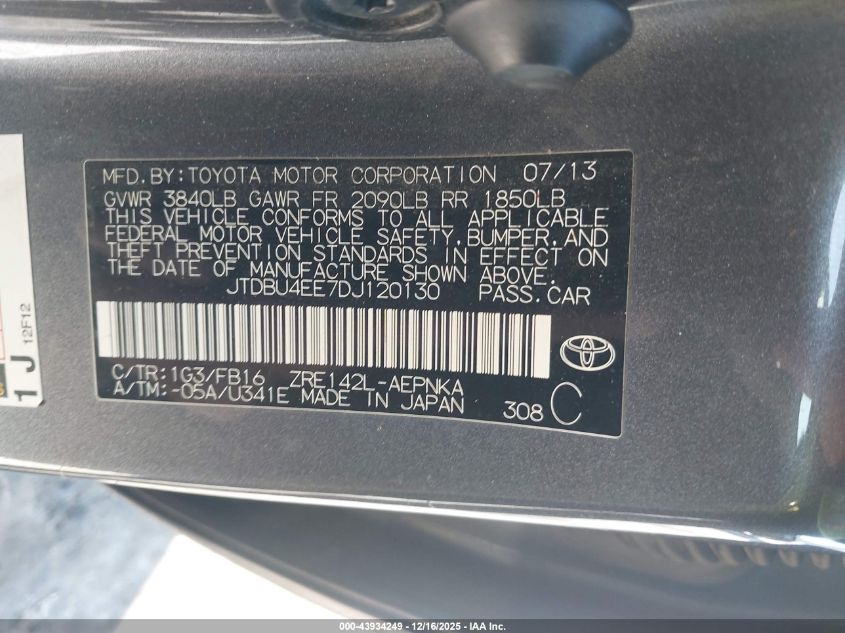 MFD.BY:TOYOTA MOTOR CORPORATION 07/13
GVWR 3840LB GAWR FR 2090LB RR 1850LB
THIS VEHICLE CONFORMS TO ALL APPLICABLE
FEDERAL MOTOR VEHICLE SAFETY,BUMPER,AND
THEFT PREVENTION STANDARDS IN EFFECT ON
THE DATE OF MANUFACTURE SHOWN ABOVE.
JTDBU4EE7DJ120130 PASS.CAR
C/TR:1G3/FB16 ZRE142L-AEPNKA
A/TM:-05A/U341E MADE IN JAPAN 308 C
1J
12F12
000-43934249 - 12/16/2025 - IAA Inc.